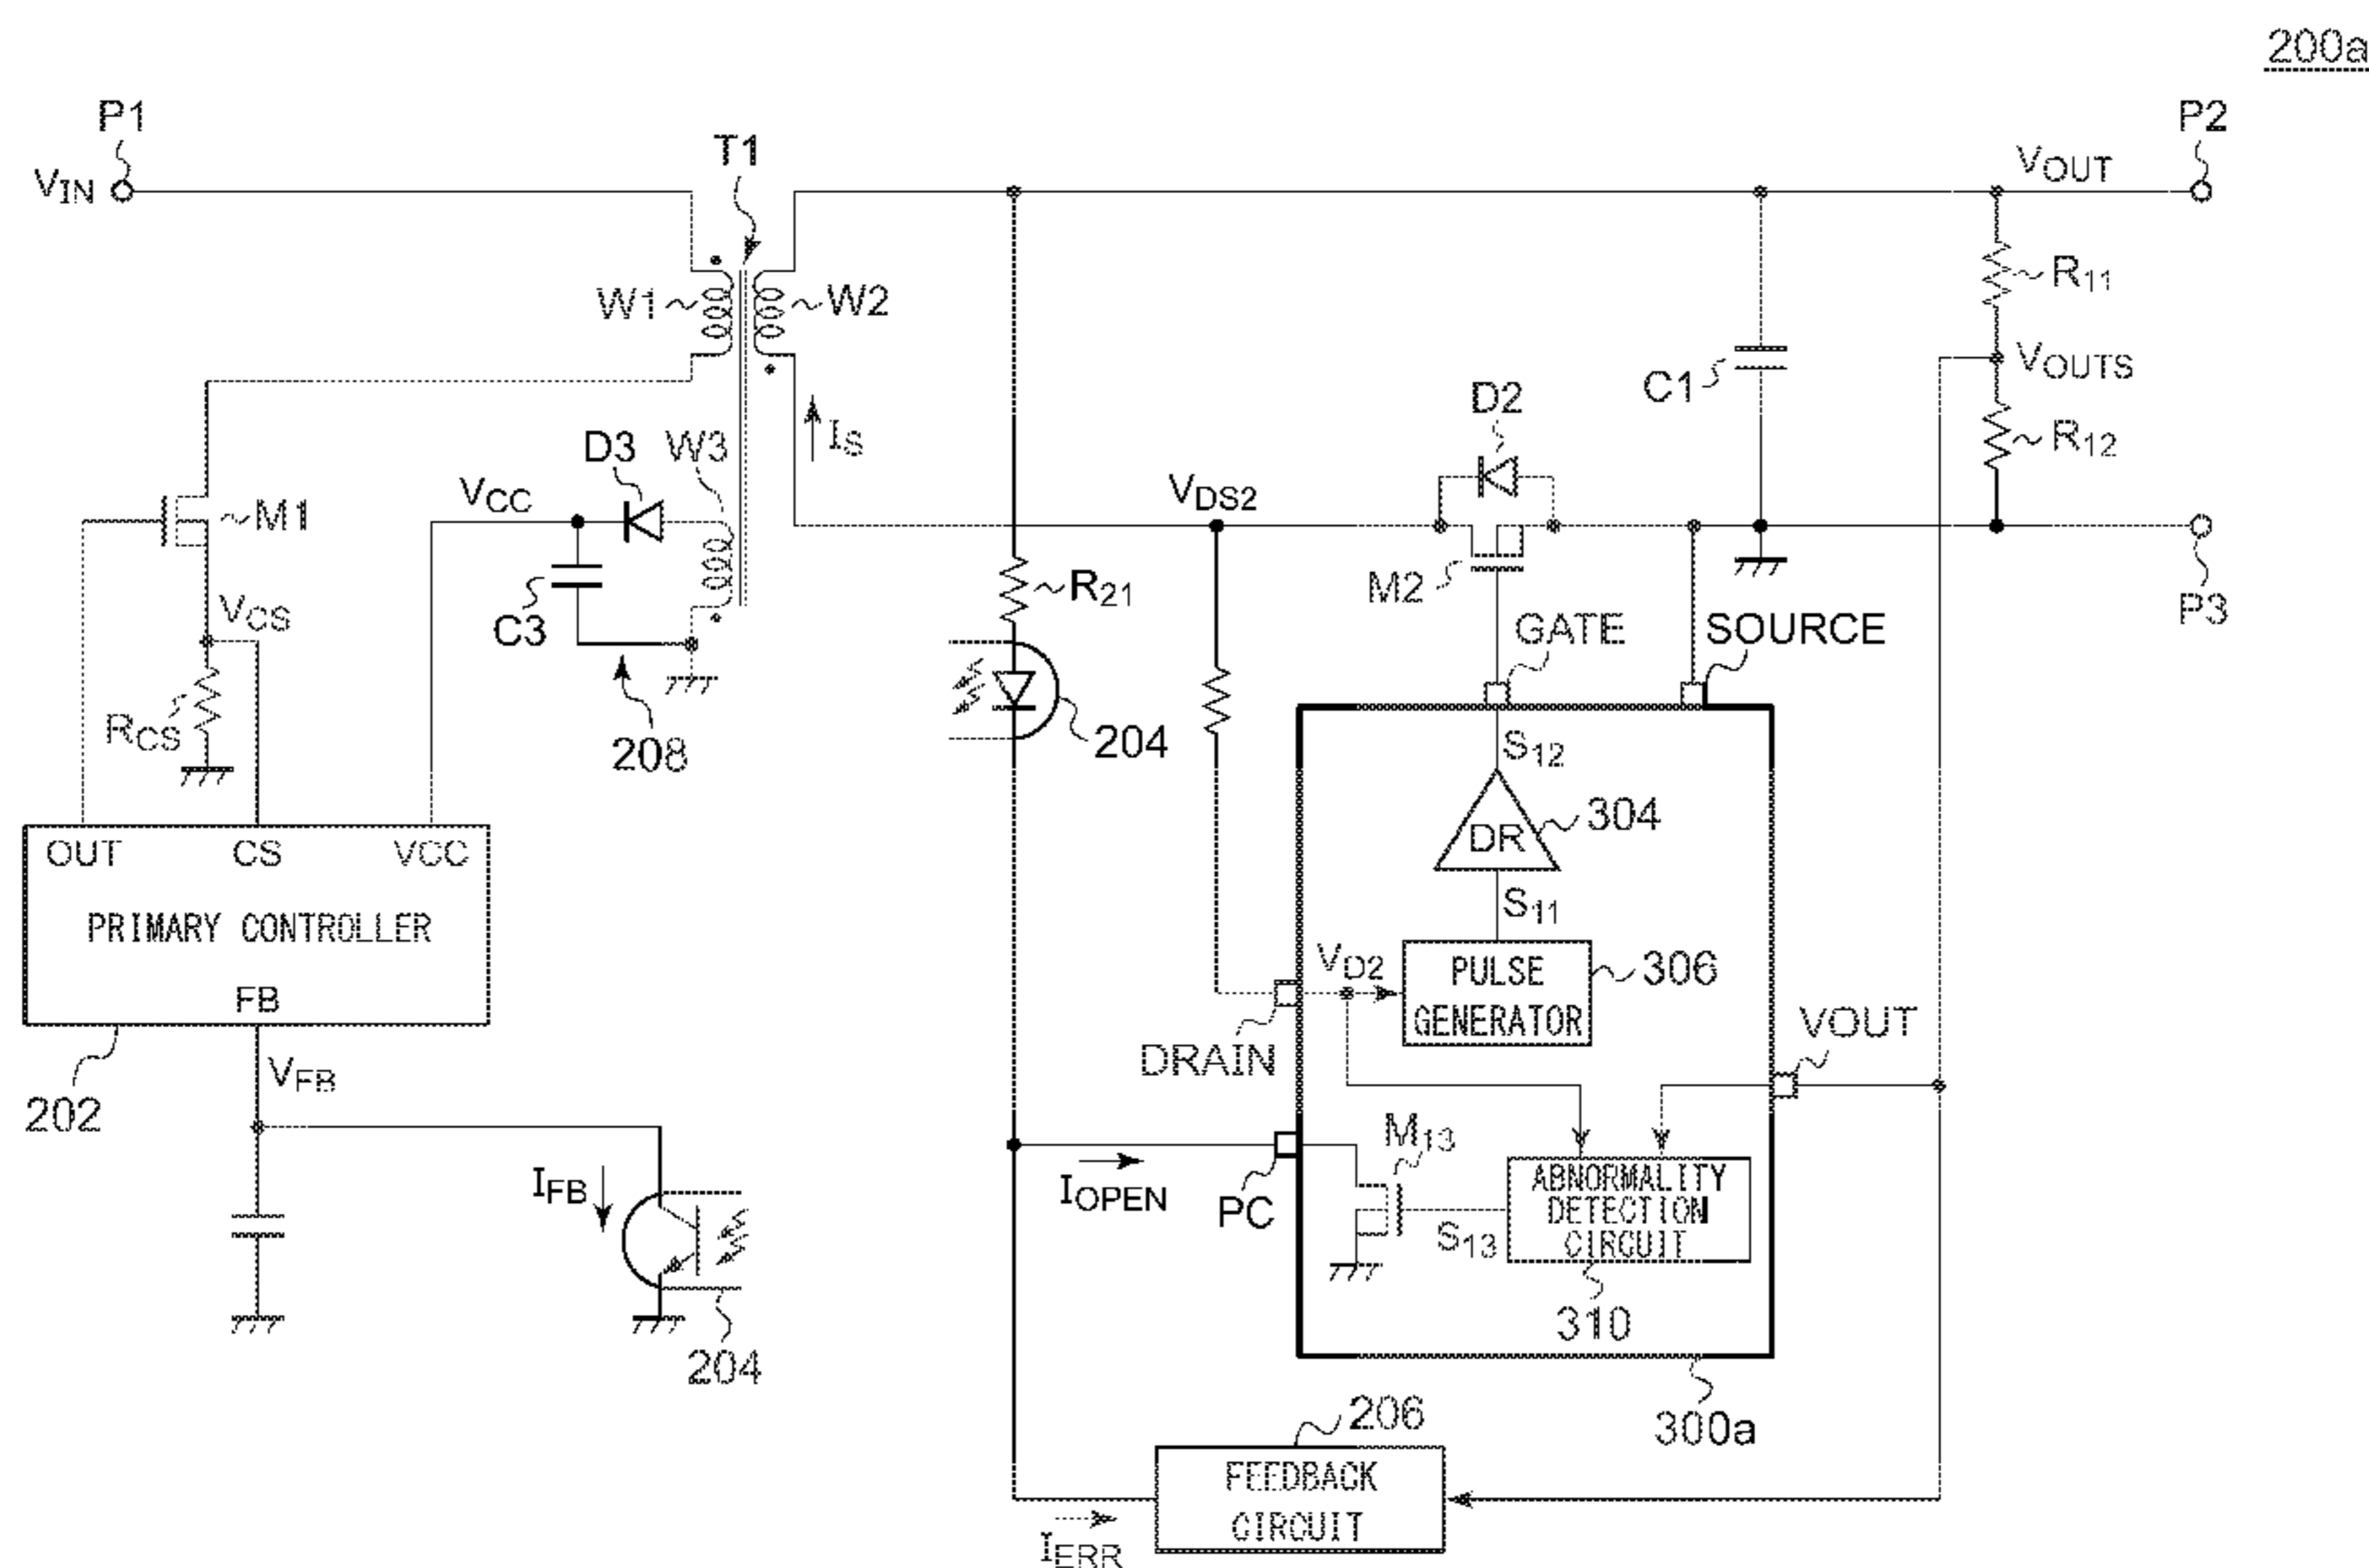 200a
P1
P2
T1
VIN
VOUT
W1
W2
R11
VOUTS
C1
D2
R12
IS
D3
W3
VCC
VDS2
M1
R21
M2
P3
VCS
C3
GATE
SOURCE
RCS
208
204
S12
304
DR
OUT
CS
VCC
S11
PRIMARY CONTROLLER
VD2
PULSE
GENERATOR
306
FB
DRAIN
VOUT
VFB
202
M13
IFB
IOPEN
PC
ABNORMALITY
DETECTION
CIRCUIT
S13
310
204
206
300a
FEEDBACK
CIRCUIT
IERR